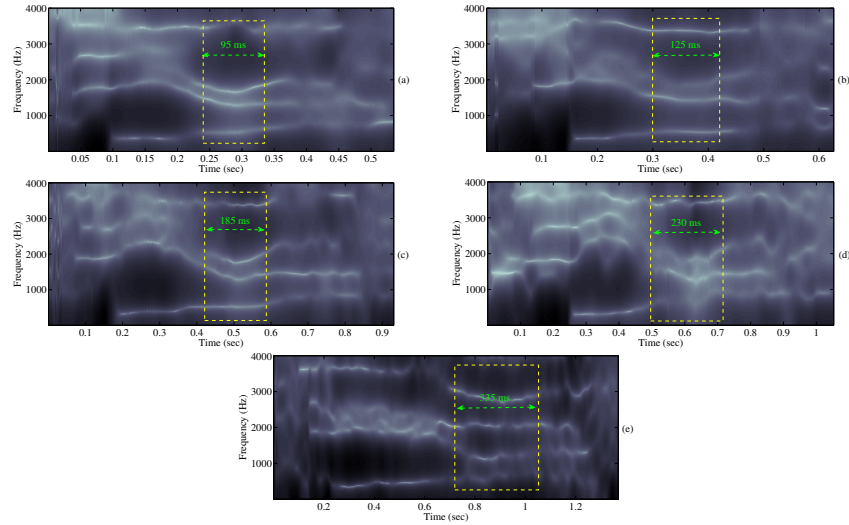 4000
3000
2000
1000
Frequency (Hz)
95 ms
(a)
0.05 0.1 0.15 0.2 0.25 0.3 0.35 0.4 0.45 0.5
Time (sec)
4000
3000
2000
1000
Frequency (Hz)
125 ms
(b)
0.1 0.2 0.3 0.4 0.5 0.6
Time (sec)
4000
3000
2000
1000
Frequency (Hz)
185 ms
(c)
0.1 0.2 0.3 0.4 0.5 0.6 0.7 0.8 0.9
Time (sec)
4000
3000
2000
1000
Frequency (Hz)
230 ms
(d)
0.1 0.2 0.3 0.4 0.5 0.6 0.7 0.8 0.9 1
Time (sec)
4000
3000
2000
1000
Frequency (Hz)
335 ms
(e)
0.2 0.4 0.6 0.8 1 1.2
Time (sec)